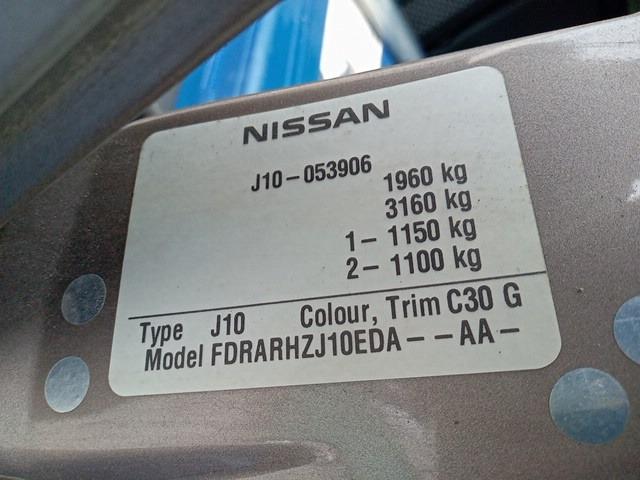 NISSAN
J10-053906
1960 kg
3160 kg
1- 1150 kg
2- 1100 kg
Type J10 Colour, Trim C30 G
Model FDRARHZJ10EDA--AA-